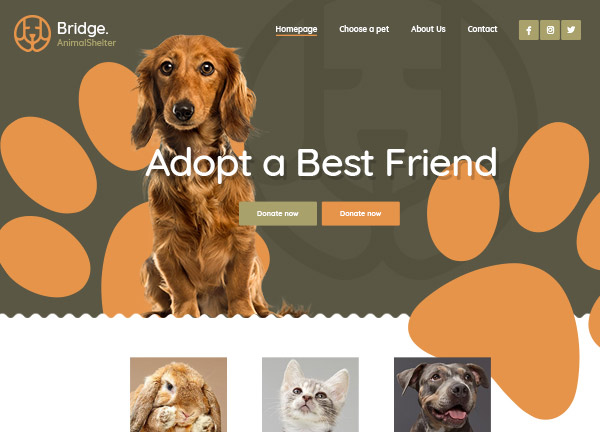 Bridge.
AnimalShelter
Homepage
Choose a pet
About Us
Contact
Adopt a Best Friend
Donate now
Donate now